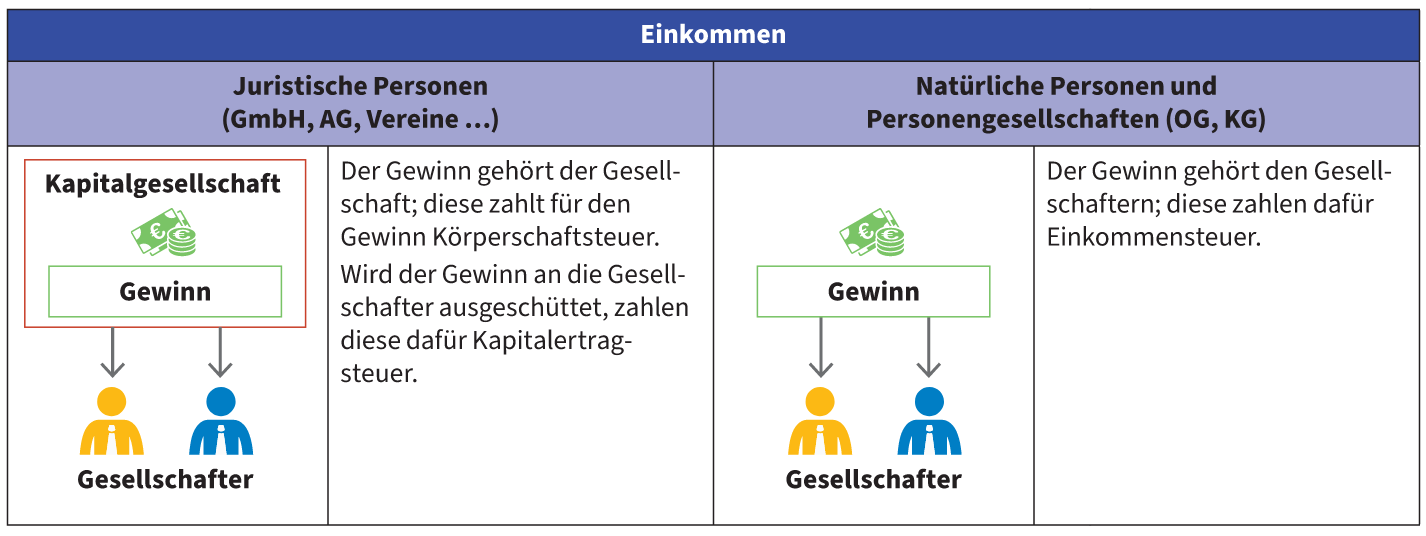 Einkommen
Juristische Personen
(GmbH, AG, Vereine …)
Natürliche Personen und
Personengesellschaften (OG, KG)
Kapitalgesellschaft
Gewinn
Gesellschafter
Der Gewinn gehört der Gesell-
schaft; diese zahlt für den
Gewinn Körperschaftsteuer.
Wird der Gewinn an die Gesell-
schafter ausgeschüttet, zahlen
diese dafür Kapitalertrag-
steuer.
Gewinn
Gesellschafter
Der Gewinn gehört den Gesell-
schaftern; diese zahlen dafür
Einkommensteuer.